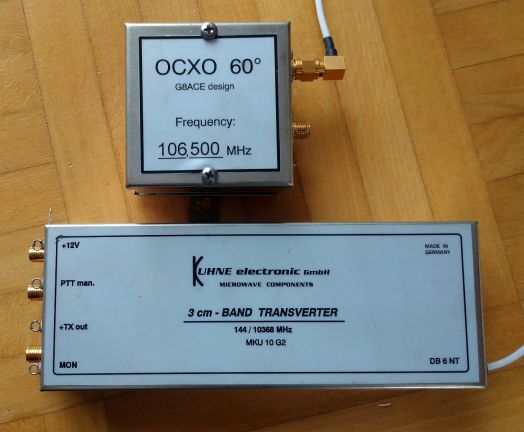 OCXO 60°
G8ACE design
Frequency:
106,500 MHz
+12V
PTT man.
+TX out
MON
KUHNE electronic GmbH
MICROWAVE COMPONENTS
MADE IN
GERMANY
3 cm - BAND TRANSVERTER
144 / 10368 MHz
MKU 10 G2
DB 6 NT